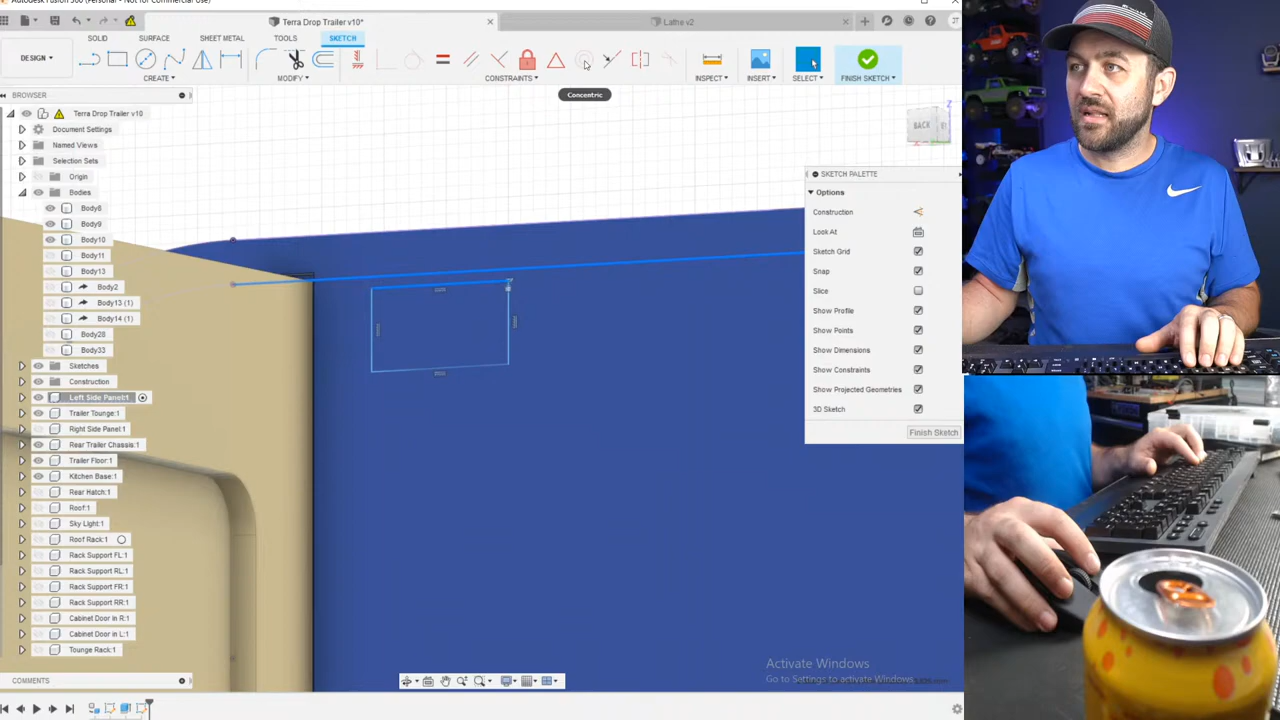 Autodesk Fusion 360 (Personal - Not for Commercial Use)
Terra Drop Trailer v10*
Lathe v2
JT
DESIGN
SOLID
SURFACE
SHEET METAL
TOOLS
SKETCH
CREATE
MODIFY
CONSTRAINTS
INSPECT
INSERT
SELECT
FINISH SKETCH
Concentric
BROWSER
Terra Drop Trailer v10
Document Settings
Named Views
Selection Sets
Origin
Bodies
Body8
Body9
Body10
Body11
Body13
Body2
Body13 (1)
Body14 (1)
Body28
Body33
Sketches
Construction
Left Side Panel:1
Trailer Tounge:1
Right Side Panel:1
Rear Trailer Chassis:1
Trailer Floor:1
Kitchen Base:1
Rear Hatch:1
Roof:1
Sky Light:1
Roof Rack:1
Rack Support FL:1
Rack Support RL:1
Rack Support FR:1
Rack Support RR:1
Cabinet Door in R:1
Cabinet Door in L:1
Tounge Rack:1
COMMENTS
BACK
Z
SKETCH PALETTE
Options
Construction
Look At
Sketch Grid
Snap
Slice
Show Profile
Show Points
Show Dimensions
Show Constraints
Show Projected Geometries
3D Sketch
Finish Sketch
Activate Windows
Go to Settings to activate Windows.